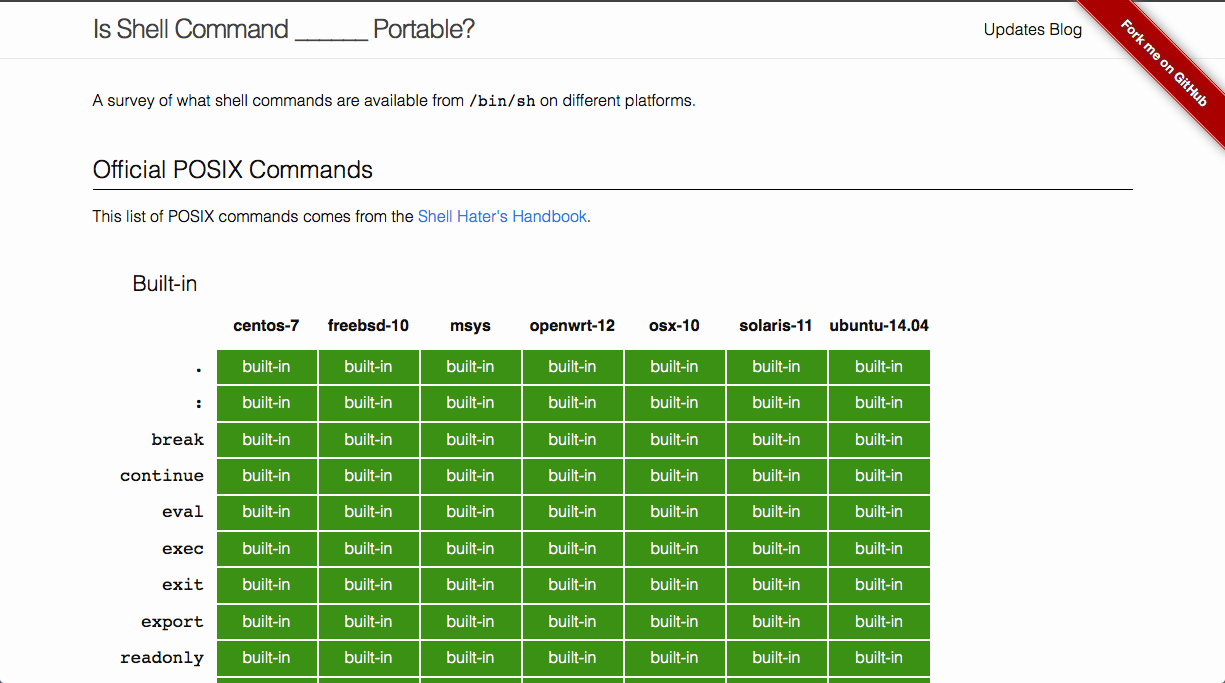 Is Shell Command ______ Portable?
Updates Blog
Fork me on GitHub
A survey of what shell commands are available from /bin/sh on different platforms.
Official POSIX Commands
This list of POSIX commands comes from the Shell Hater's Handbook.
Built-in
centos-7 freebsd-10 msys openwrt-12 osx-10 solaris-11 ubuntu-14.04
. built-in built-in built-in built-in built-in built-in built-in
: built-in built-in built-in built-in built-in built-in built-in
break built-in built-in built-in built-in built-in built-in built-in
continue built-in built-in built-in built-in built-in built-in built-in
eval built-in built-in built-in built-in built-in built-in built-in
exec built-in built-in built-in built-in built-in built-in built-in
exit built-in built-in built-in built-in built-in built-in built-in
export built-in built-in built-in built-in built-in built-in built-in
readonly built-in built-in built-in built-in built-in built-in built-in